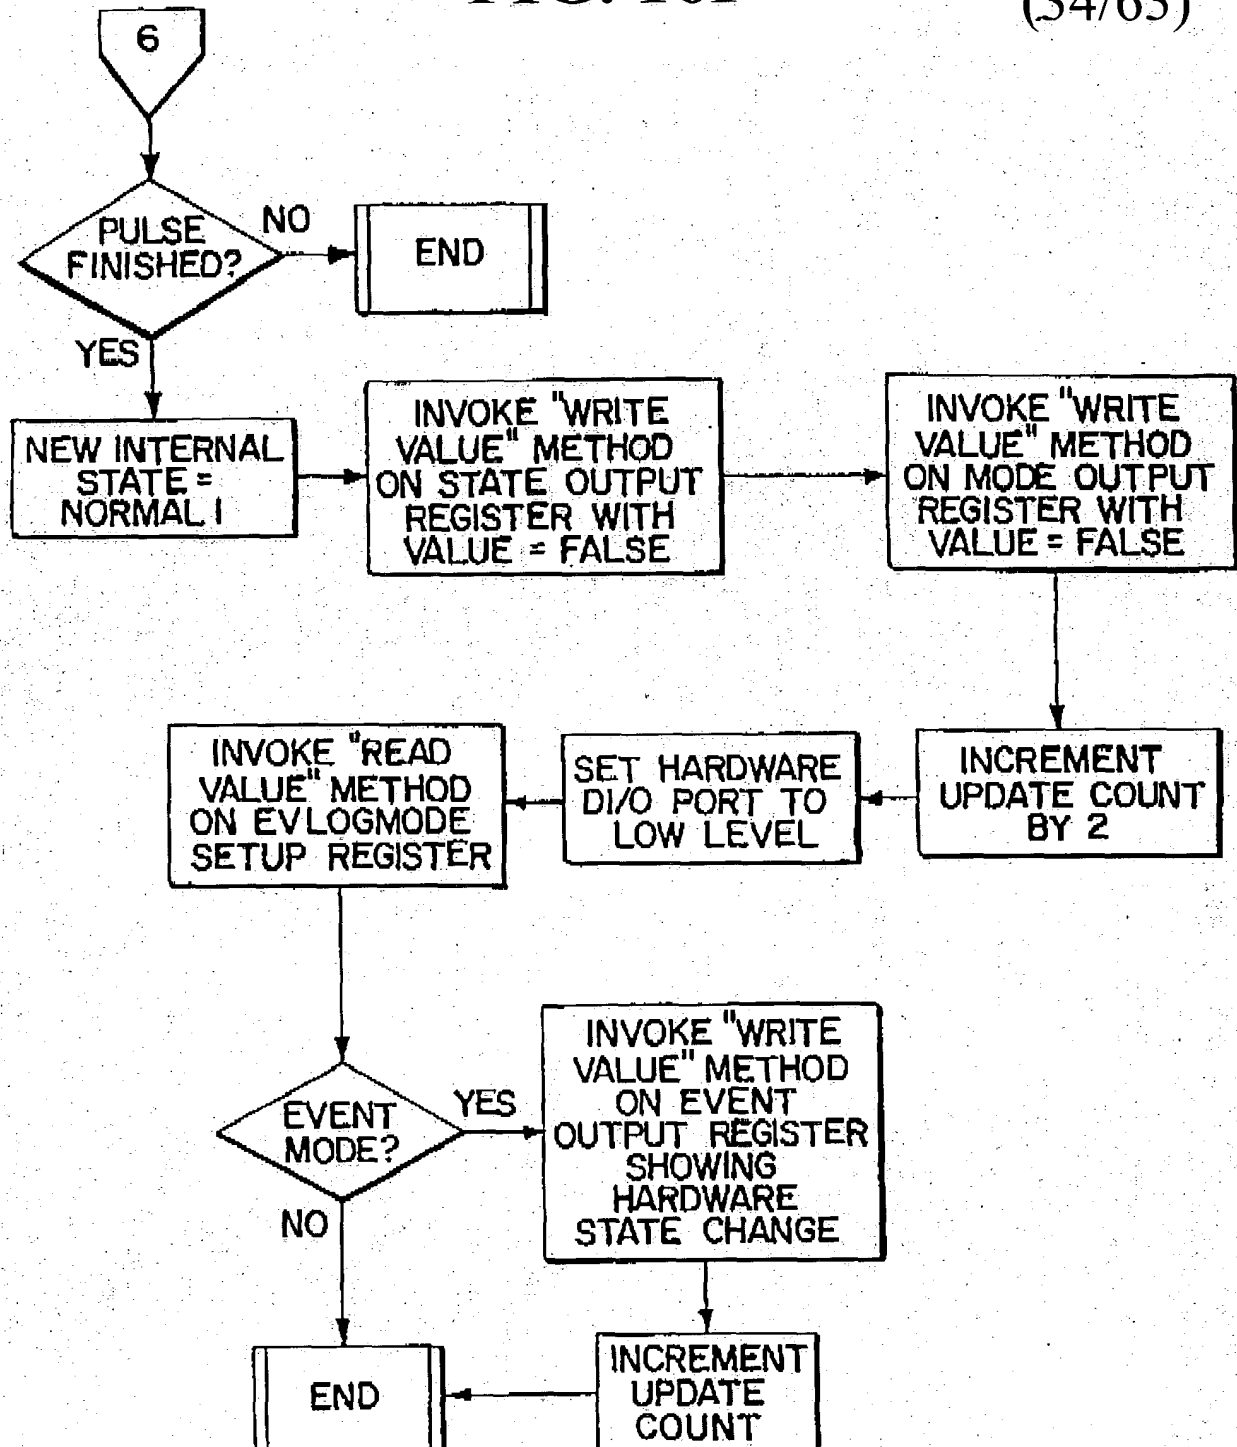 (34/63)
6
PULSE
FINISHED?
NO
END
YES
NEW INTERNAL
STATE =
NORMAL 1
INVOKE "WRITE
VALUE" METHOD
ON STATE OUTPUT
REGISTER WITH
VALUE = FALSE
INVOKE "WRITE
VALUE" METHOD
ON MODE OUTPUT
REGISTER WITH
VALUE = FALSE
INCREMENT
UPDATE COUNT
BY 2
SET HARDWARE
DI/O PORT TO
LOW LEVEL
INVOKE "READ
VALUE" METHOD
ON EVLOGMODE
SETUP REGISTER
EVENT
MODE?
YES
NO
INVOKE "WRITE
VALUE" METHOD
ON EVENT
OUTPUT REGISTER
SHOWING
HARDWARE
STATE CHANGE
INCREMENT
UPDATE
COUNT
END